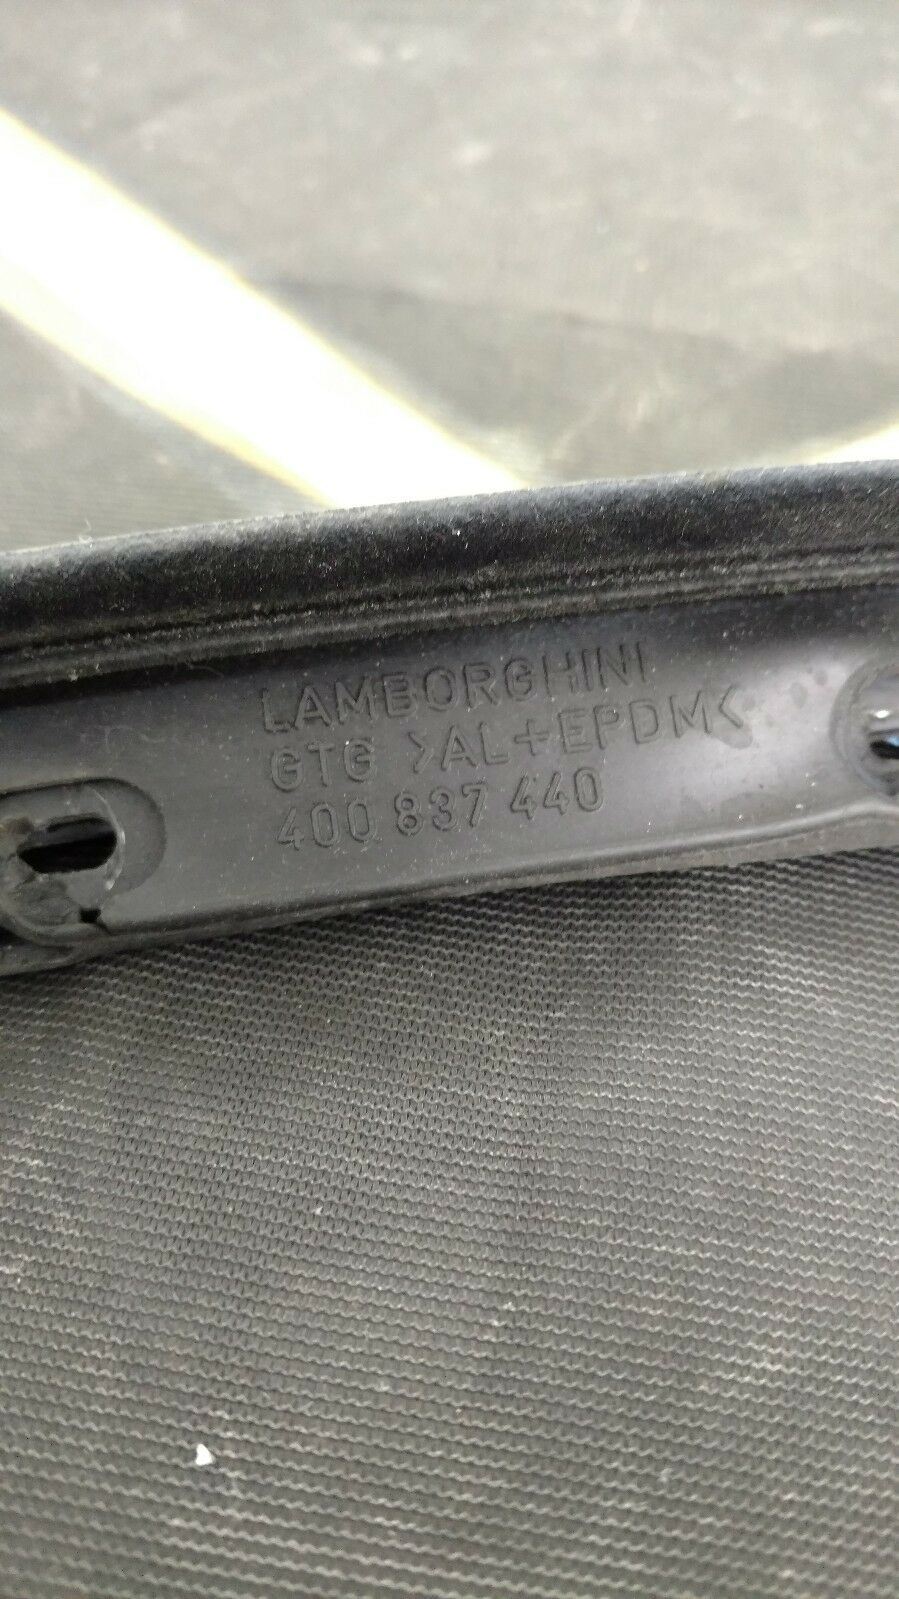 LAMBORGHINI
GTG >AL+EPDM<
400 837 440